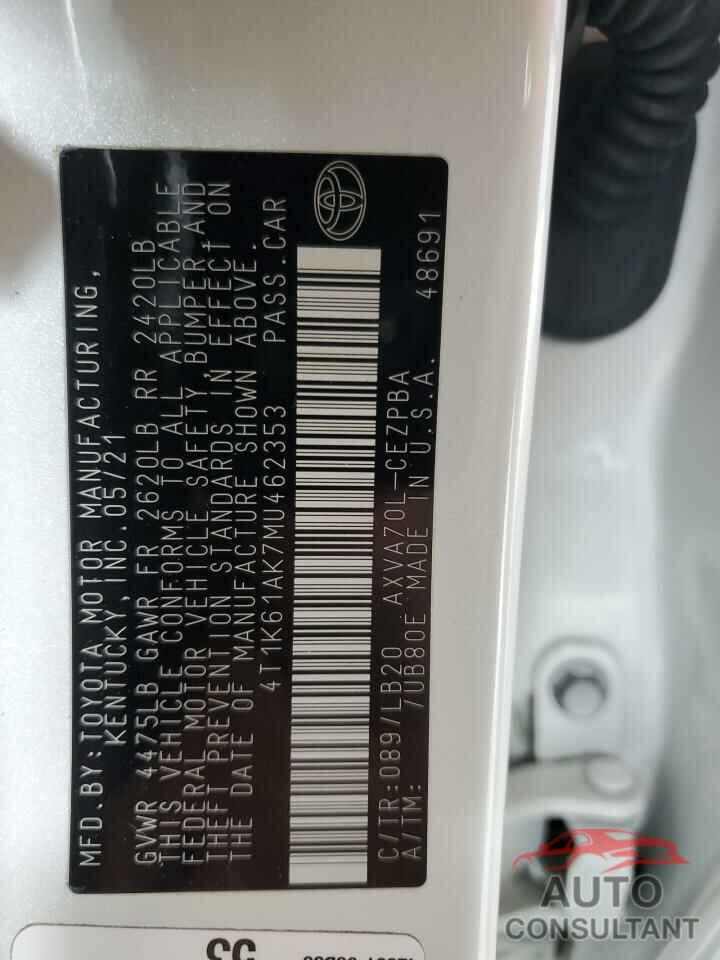 MFD.BY:TOYOTA MOTOR MANUFACTURING,
KENTUCKY,INC.05/21
GVWR 4475LB GAWR FR 2620LB RR 2420LB
THIS VEHICLE CONFORMS TO ALL APPLICABLE
FEDERAL MOTOR VEHICLE SAFETY, BUMPER AND
THEFT PREVENTION STANDARDS IN EFFECT ON
THE DATE OF MANUFACTURE SHOWN ABOVE.
4T1K61AK7MU462353 PASS.CAR
C/TR:089/LB20 AXVA70L-CEZPBA
A/TM: /UB80E MADE IN U.S.A. 48691
AUTO
CONSULTANT